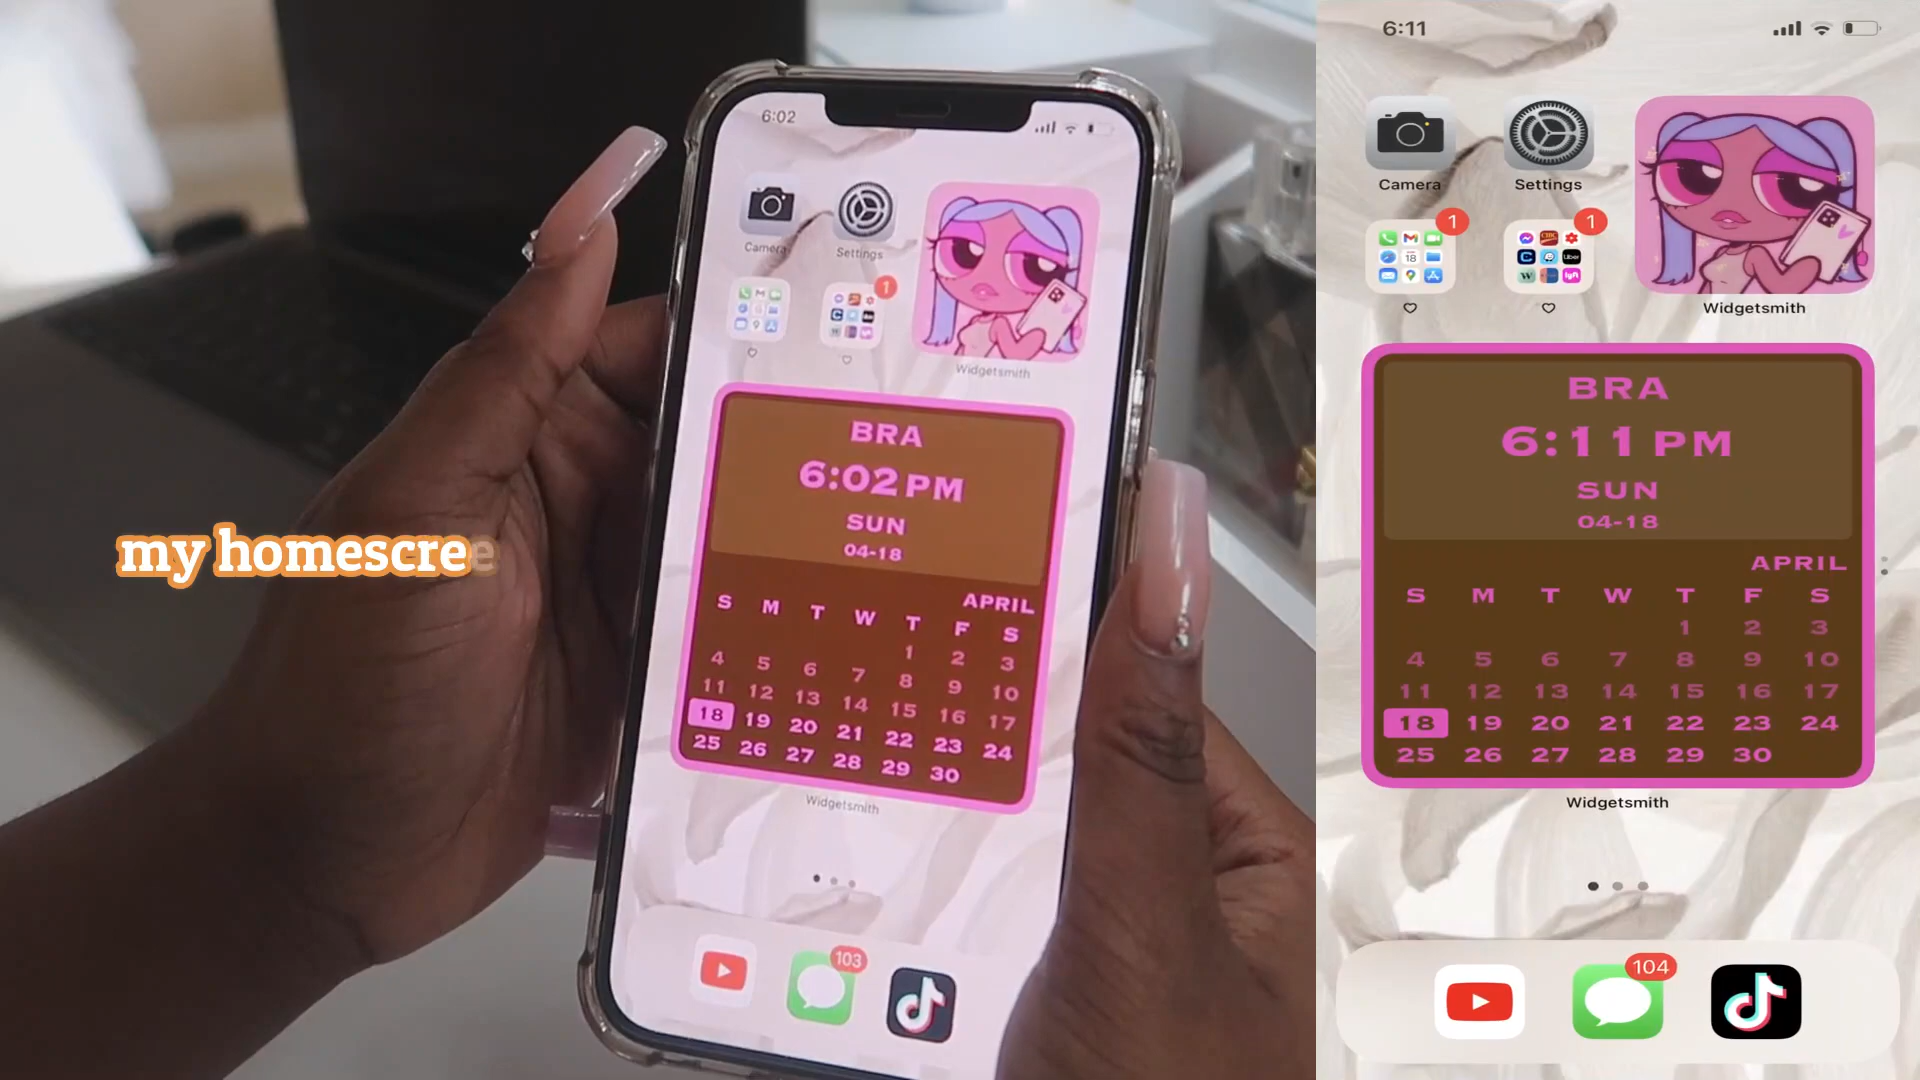 6:02
Camera
Settings
1
Widgetsmith
BRA
6:02 PM
SUN
04-18
APRIL
S M T W T F S
1 2 3
4 5 6 7 8 9 10
11 12 13 14 15 16 17
18 19 20 21 22 23 24
25 26 27 28 29 30
Widgetsmith
103
my homescree
6:11
Camera
Settings
1
1
18
Uber
lyft
Widgetsmith
BRA
6:11 PM
SUN
04-18
APRIL
S M T W T F S
1 2 3
4 5 6 7 8 9 10
11 12 13 14 15 16 17
18 19 20 21 22 23 24
25 26 27 28 29 30
Widgetsmith
104